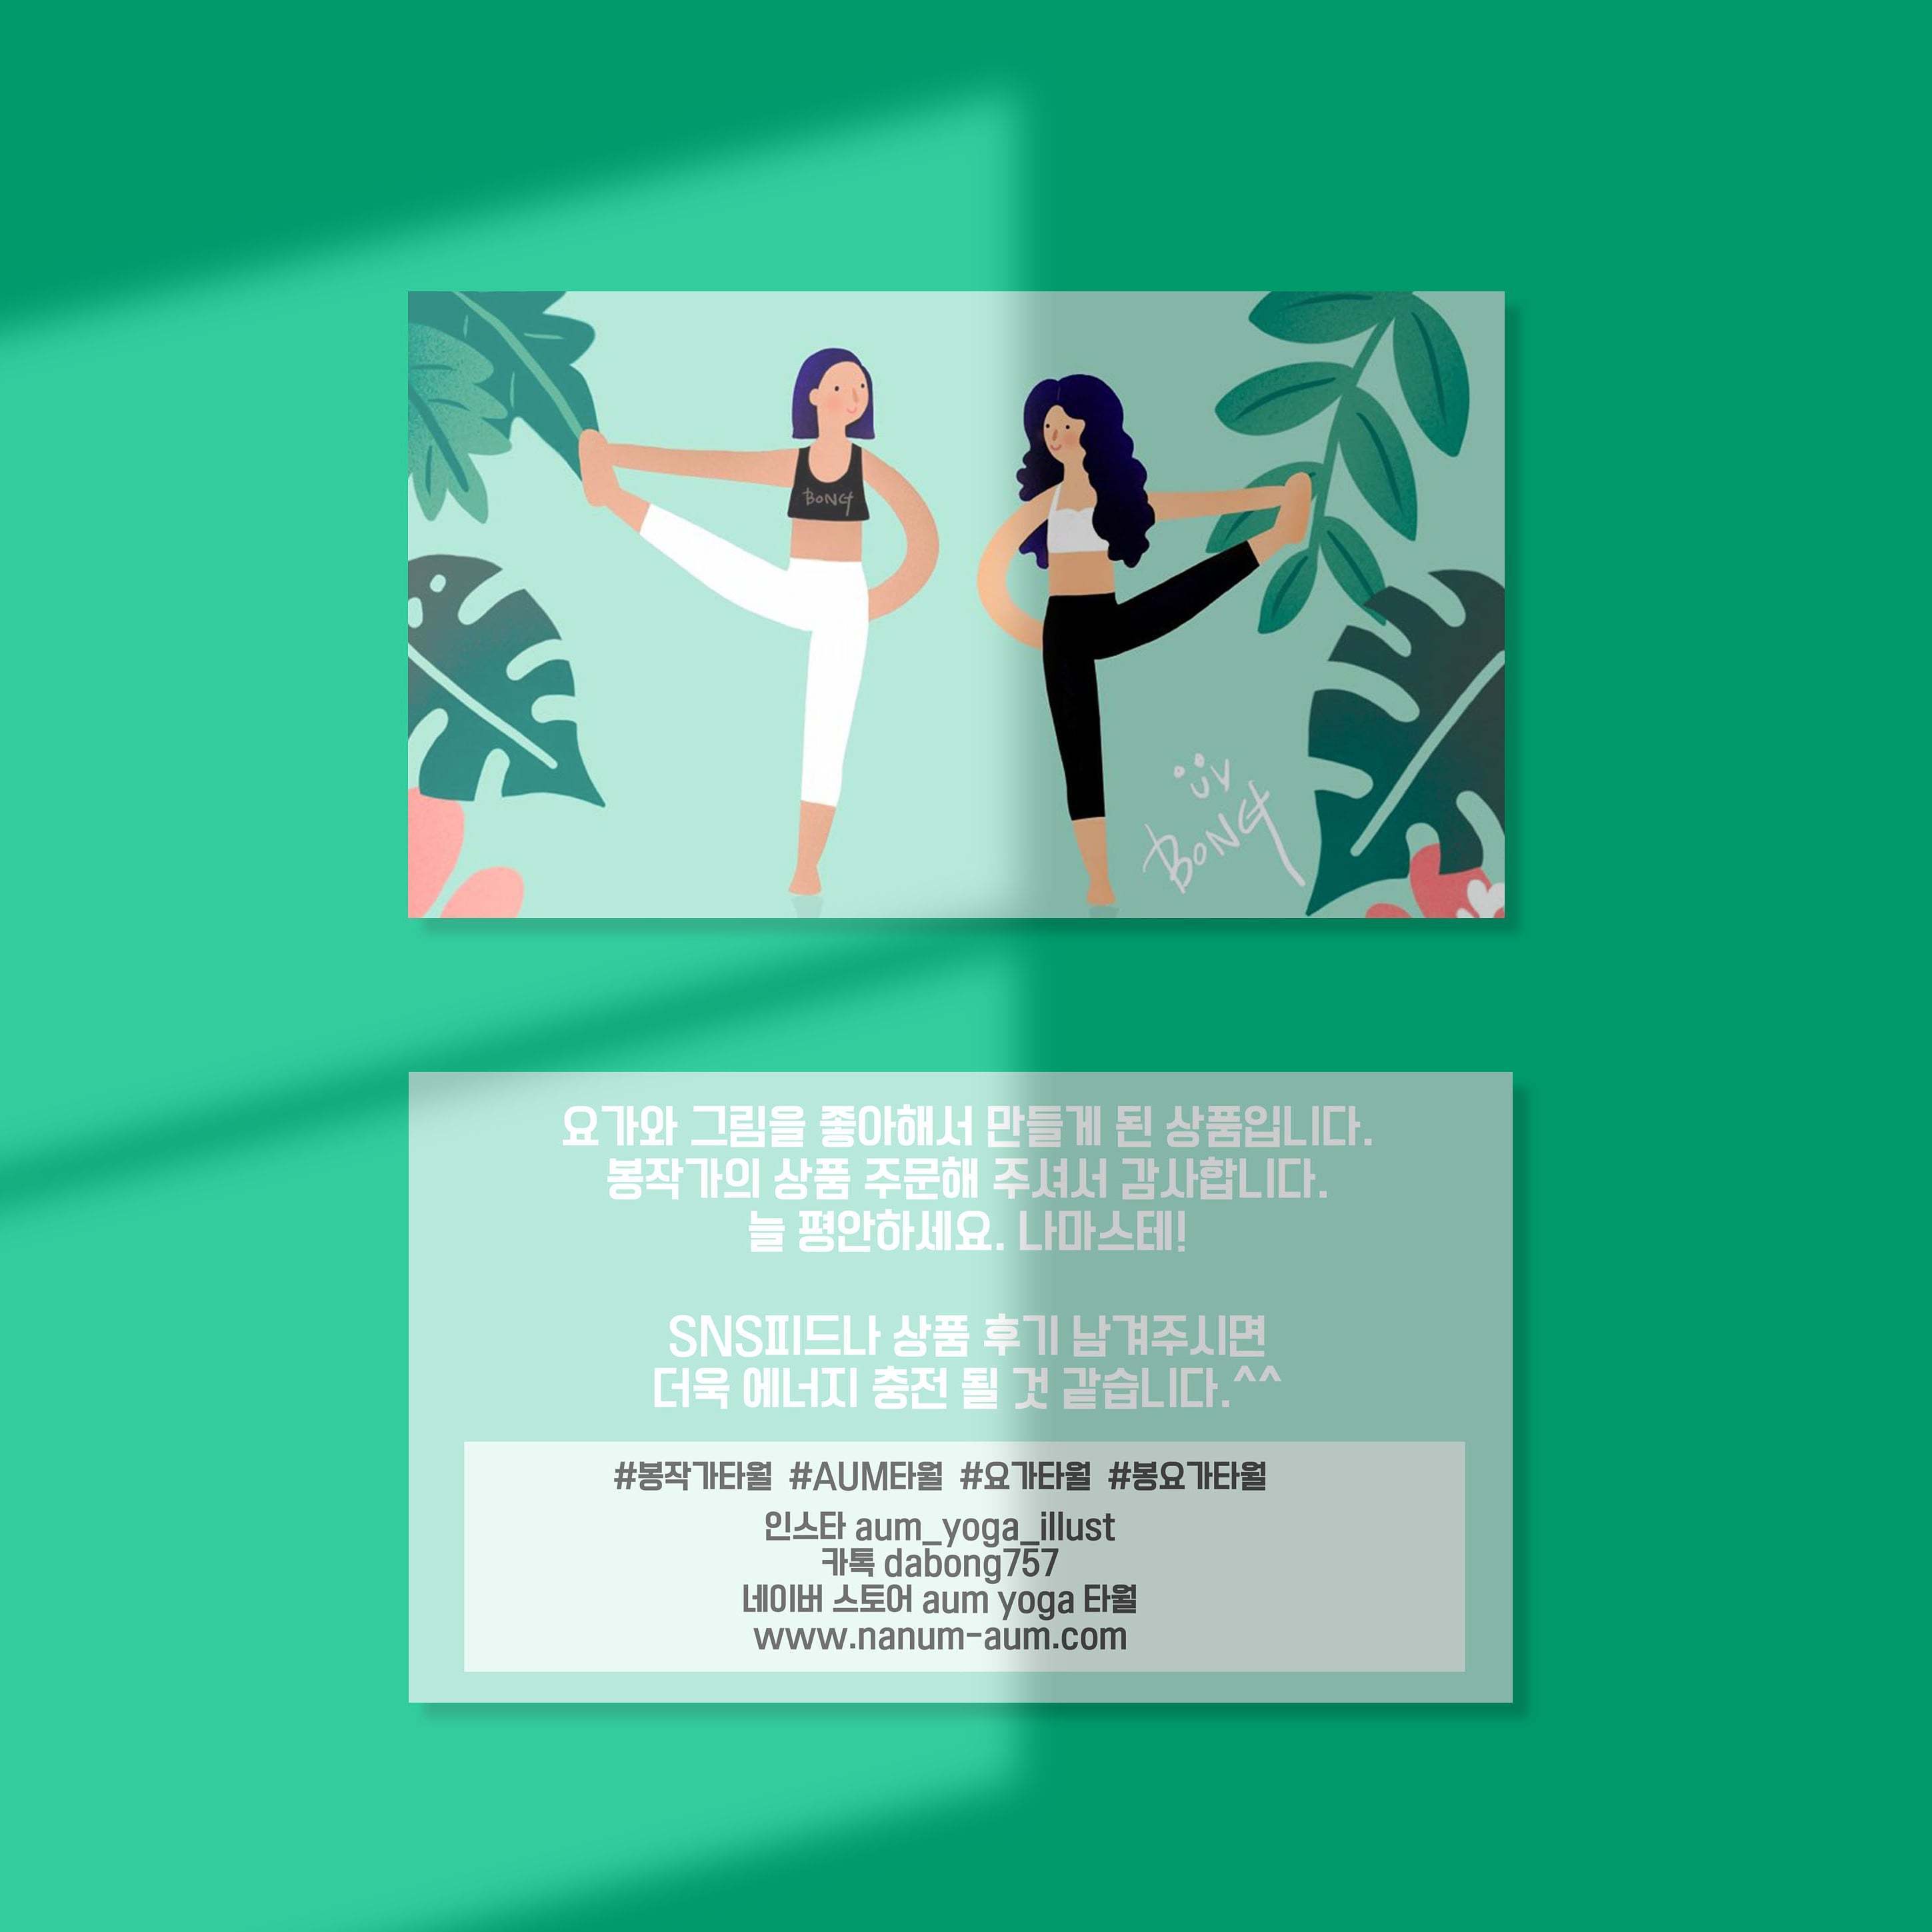 BONG
BONG
요가와 그림을 좋아해서 만들게 된 상품입니다.
봉작가의 상품 주문해 주셔서 감사합니다.
늘 평안하세요. 나마스테!
SNS피드나 상품 후기 남겨주시면
더욱 에너지 충전 될 것 같습니다.^^
#봉작가타월 #AUM타월 #요가타월 #봉요가타월
인스타 aum_yoga_illust
카톡 dabong757
네이버 스토어 aum yoga 타월
www.nanum-aum.com